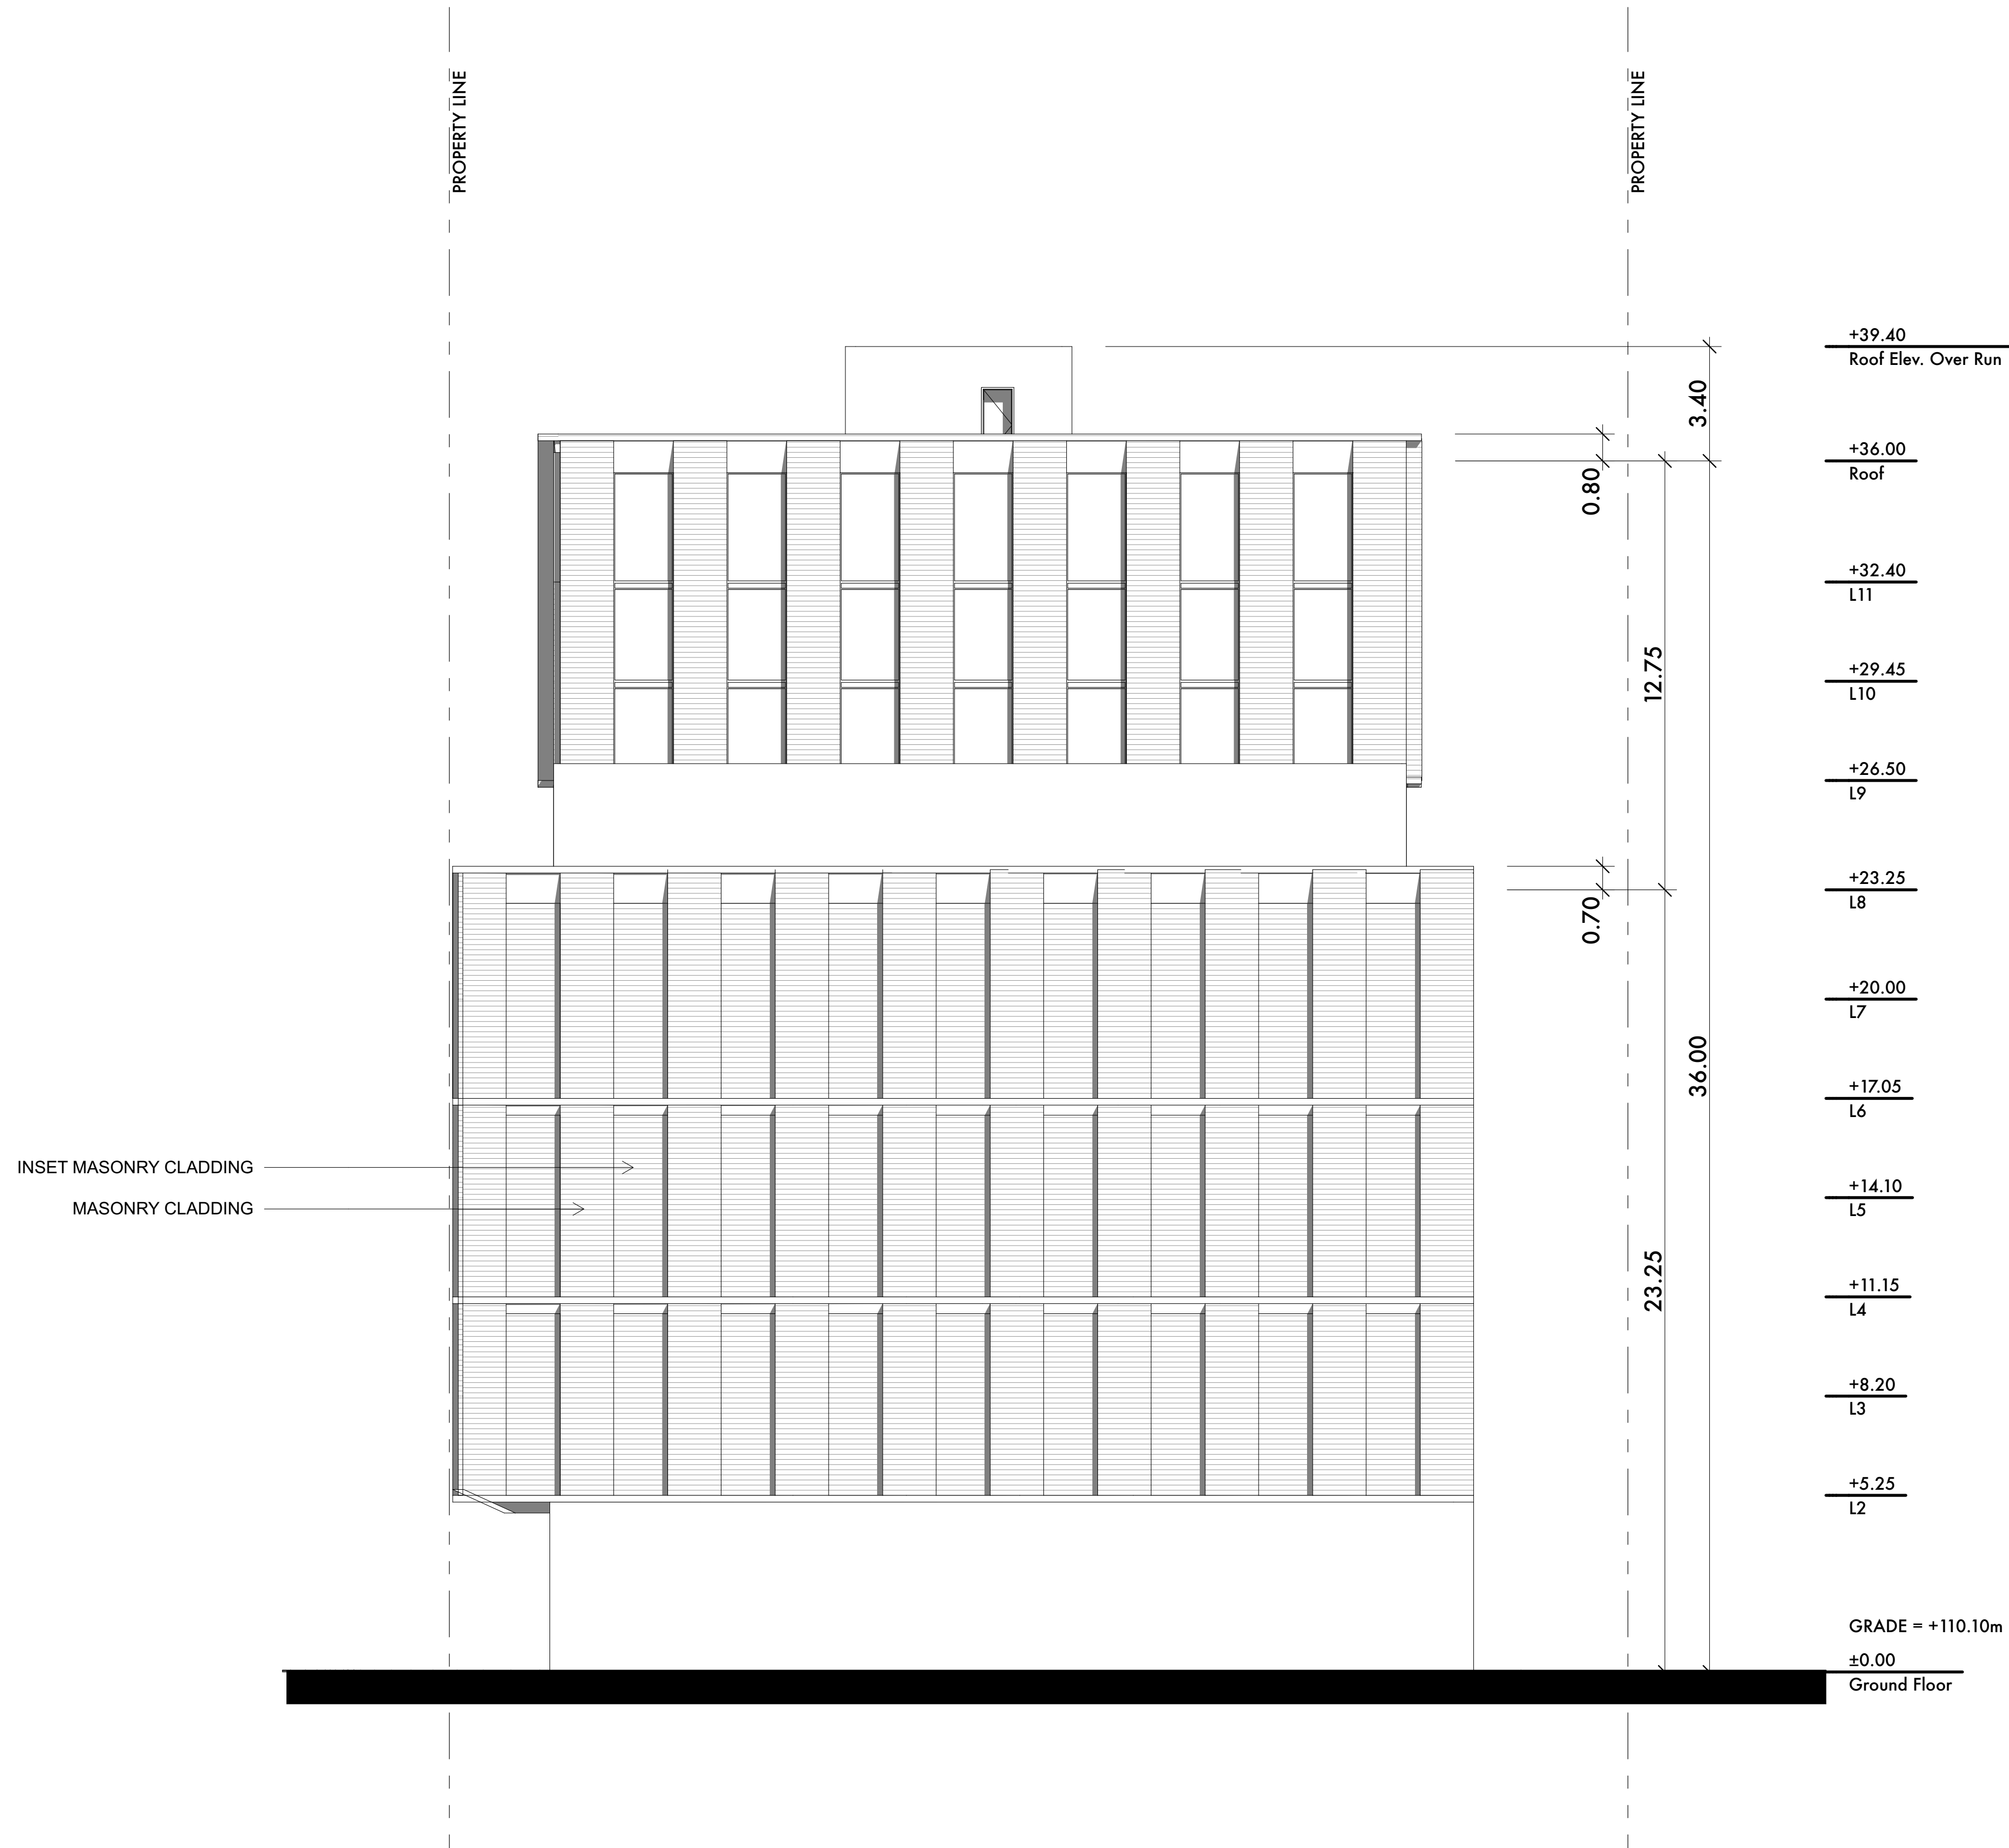 PROPERTY LINE
PROPERTY LINE
+39.40
Roof Elev. Over Run
3.40
+36.00
Roof
0.80
+32.40
L11
12.75
+29.45
L10
+26.50
L9
+23.25
L8
0.70
+20.00
L7
36.00
+17.05
L6
INSET MASONRY CLADDING
+14.10
L5
MASONRY CLADDING
23.25
+11.15
L4
+8.20
L3
+5.25
L2
GRADE = +110.10m
±0.00
Ground Floor